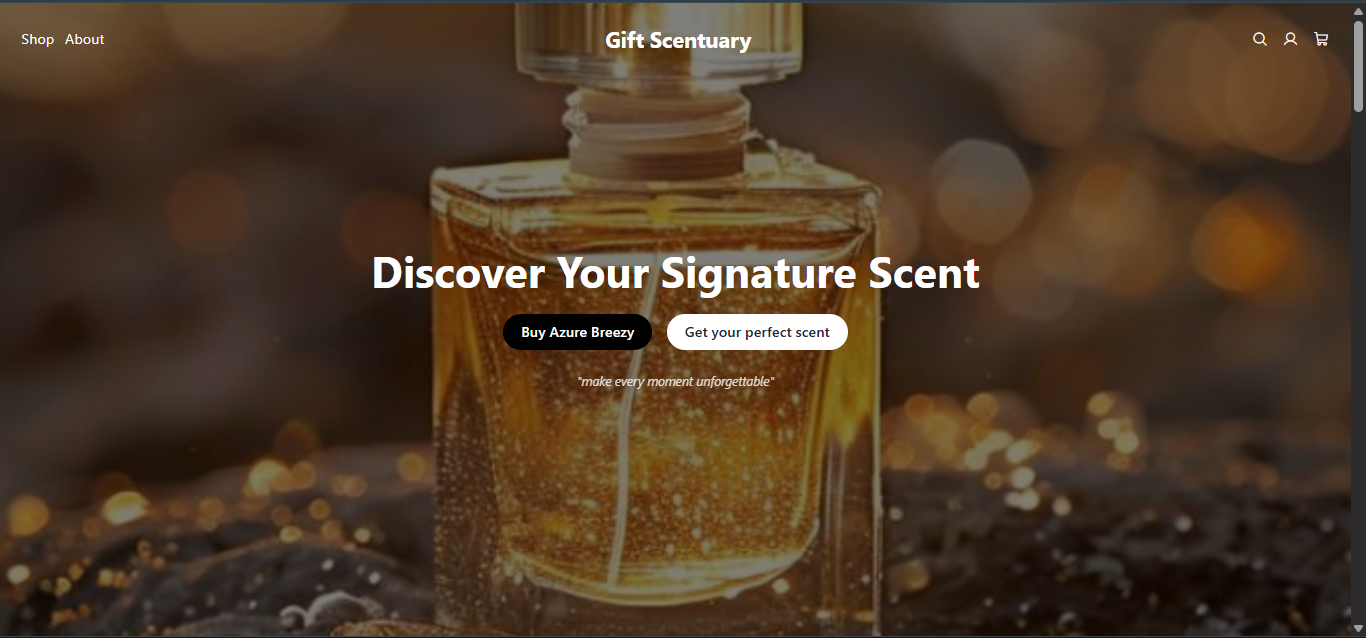 Shop About
Gift Scentuary
Discover Your Signature Scent
Buy Azure Breezy
Get your perfect scent
"make every moment unforgettable"